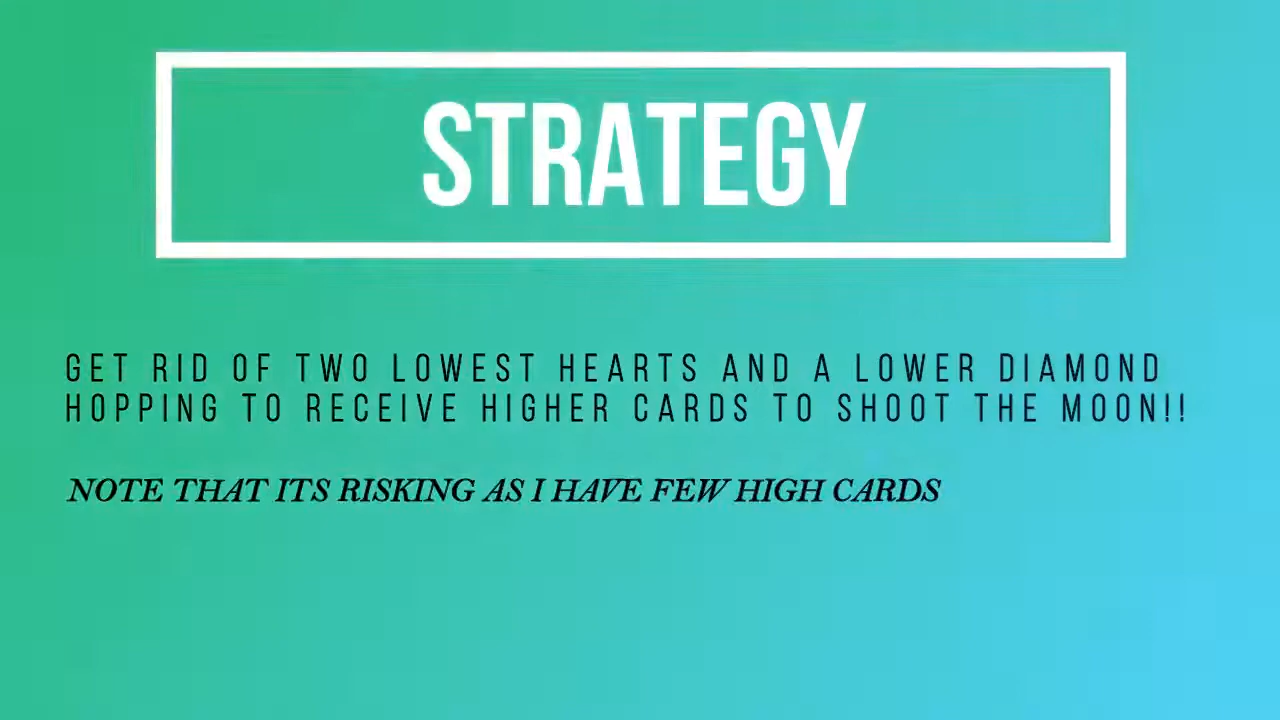 STRATEGY
GET RID OF TWO LOWEST HEARTS AND A LOWER DIAMOND
HOPPING TO RECEIVE HIGHER CARDS TO SHOOT THE MOON!!
NOTE THAT ITS RISKING AS I HAVE FEW HIGH CARDS